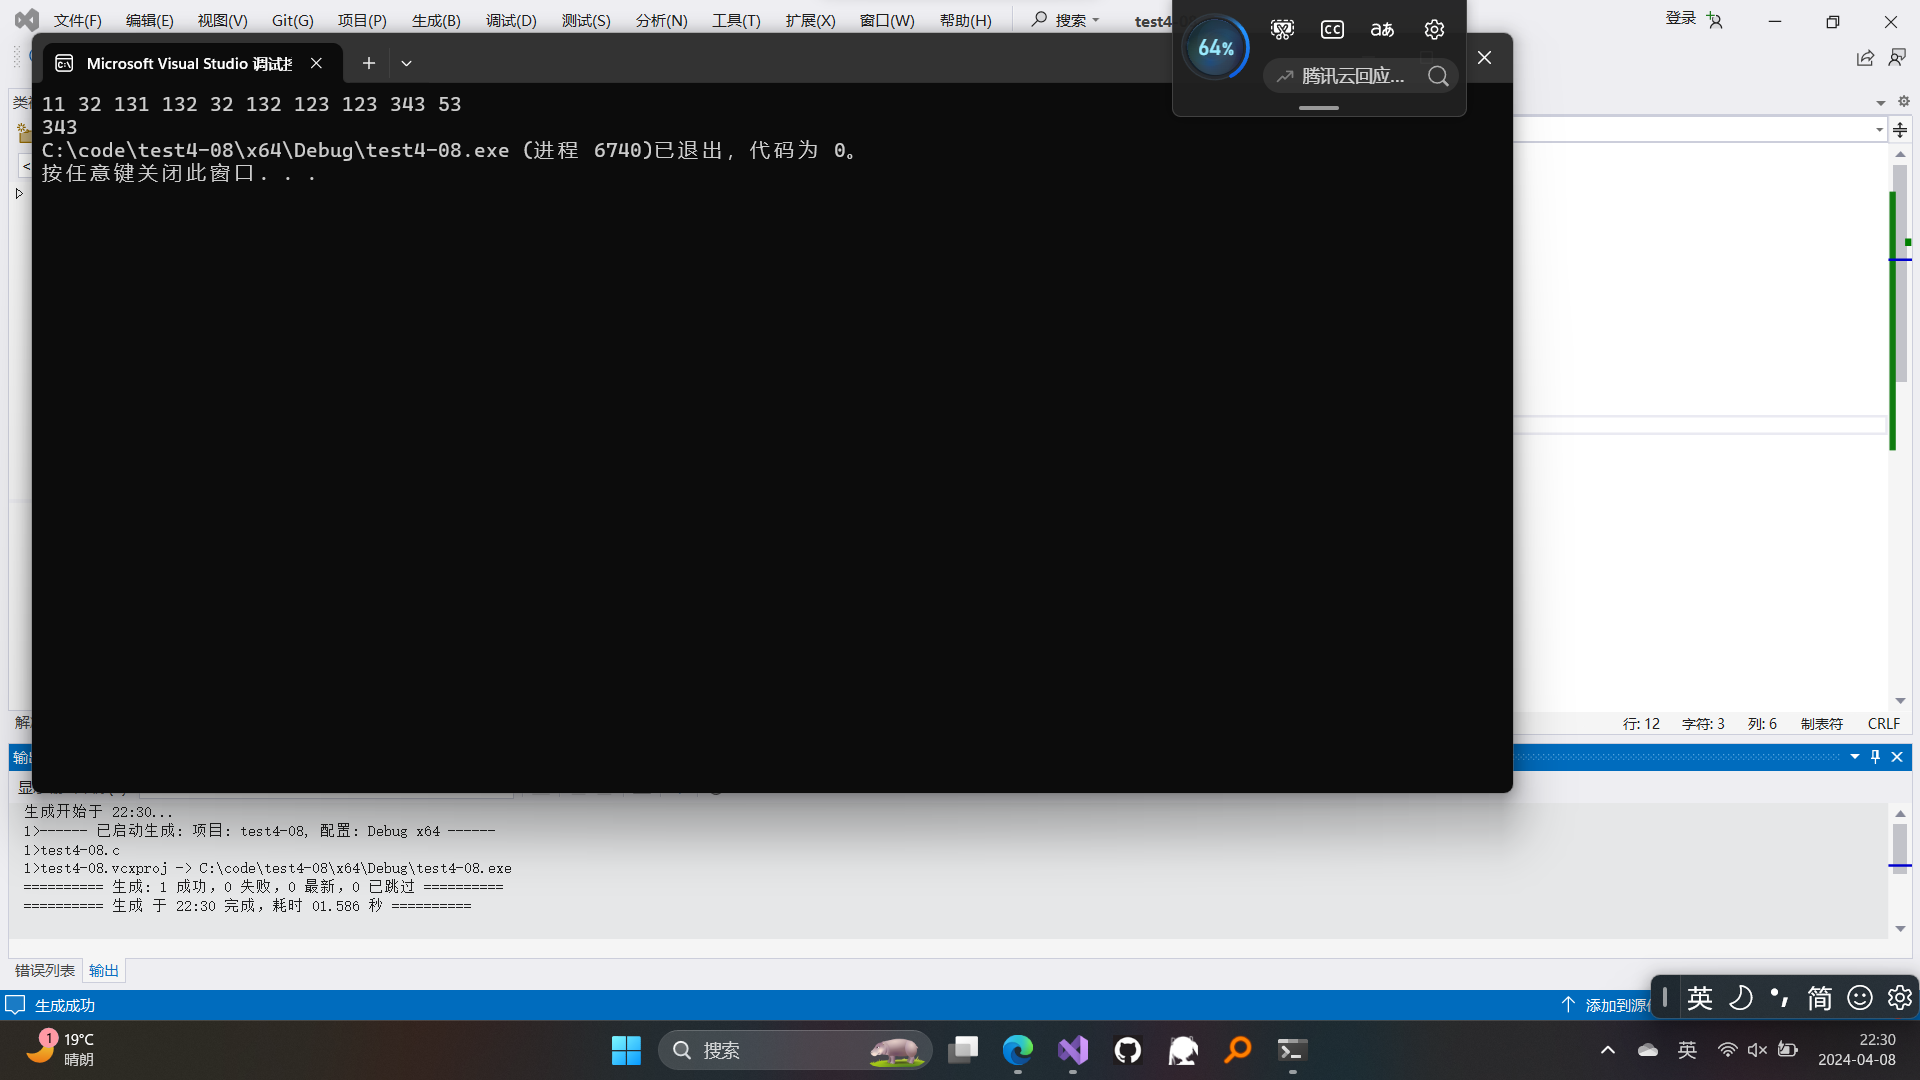 文件(F) 编辑(E) 视图(V) Git(G) 项目(P) 生成(B) 调试(D) 测试(S) 分析(N) 工具(T) 扩展(X) 窗口(W) 帮助(H) 搜索 test4 登录
64% CC aあ
腾讯云回应...
Microsoft Visual Studio 调试
11 32 131 132 32 132 123 123 343 53
343
C:\code\test4-08\x64\Debug\test4-08.exe (进程 6740)已退出，代码为 0。
按任意键关闭此窗口. . .
行: 12 字符: 3 列: 6 制表符 CRLF
生成开始于 22:30...
1>------ 已启动生成: 项目: test4-08, 配置: Debug x64 ------
1>test4-08.c
1>test4-08.vcxproj -> C:\code\test4-08\x64\Debug\test4-08.exe
========== 生成: 1 成功，0 失败，0 最新，0 已跳过 ==========
========== 生成 于 22:30 完成，耗时 01.586 秒 ==========
错误列表 输出
生成成功 添加到源
英 简
1 19°C
晴朗
搜索
英
22:30
2024-04-08